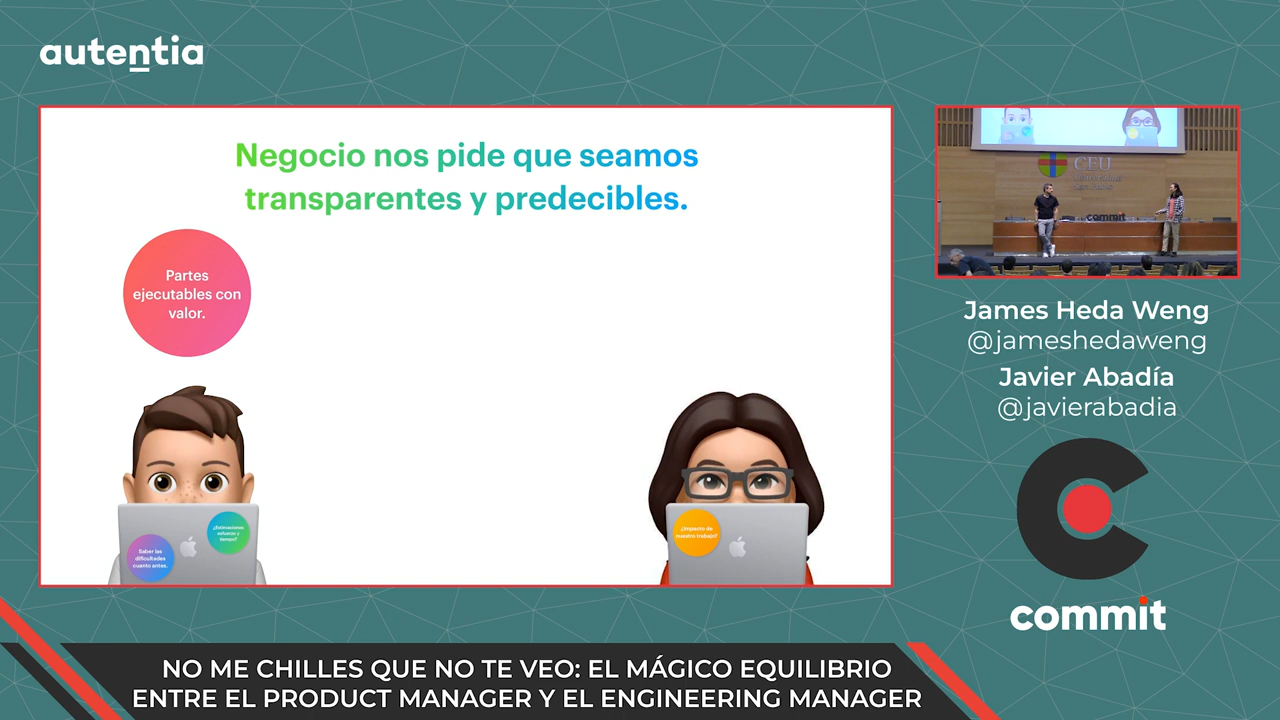 autentia
Negocio nos pide que seamos
transparentes y predecibles.
Partes
ejecutables con
valor.
¿Estimaciones
esfuerzo y
tiempo?
Saber las
dificultades
cuanto antes.
¿Impacto de
nuestro trabajo?
CEU
commit
James Heda Weng
@jameshedaweng
Javier Abadía
@javierabadia
commit
NO ME CHILLES QUE NO TE VEO: EL MÁGICO EQUILIBRIO
ENTRE EL PRODUCT MANAGER Y EL ENGINEERING MANAGER